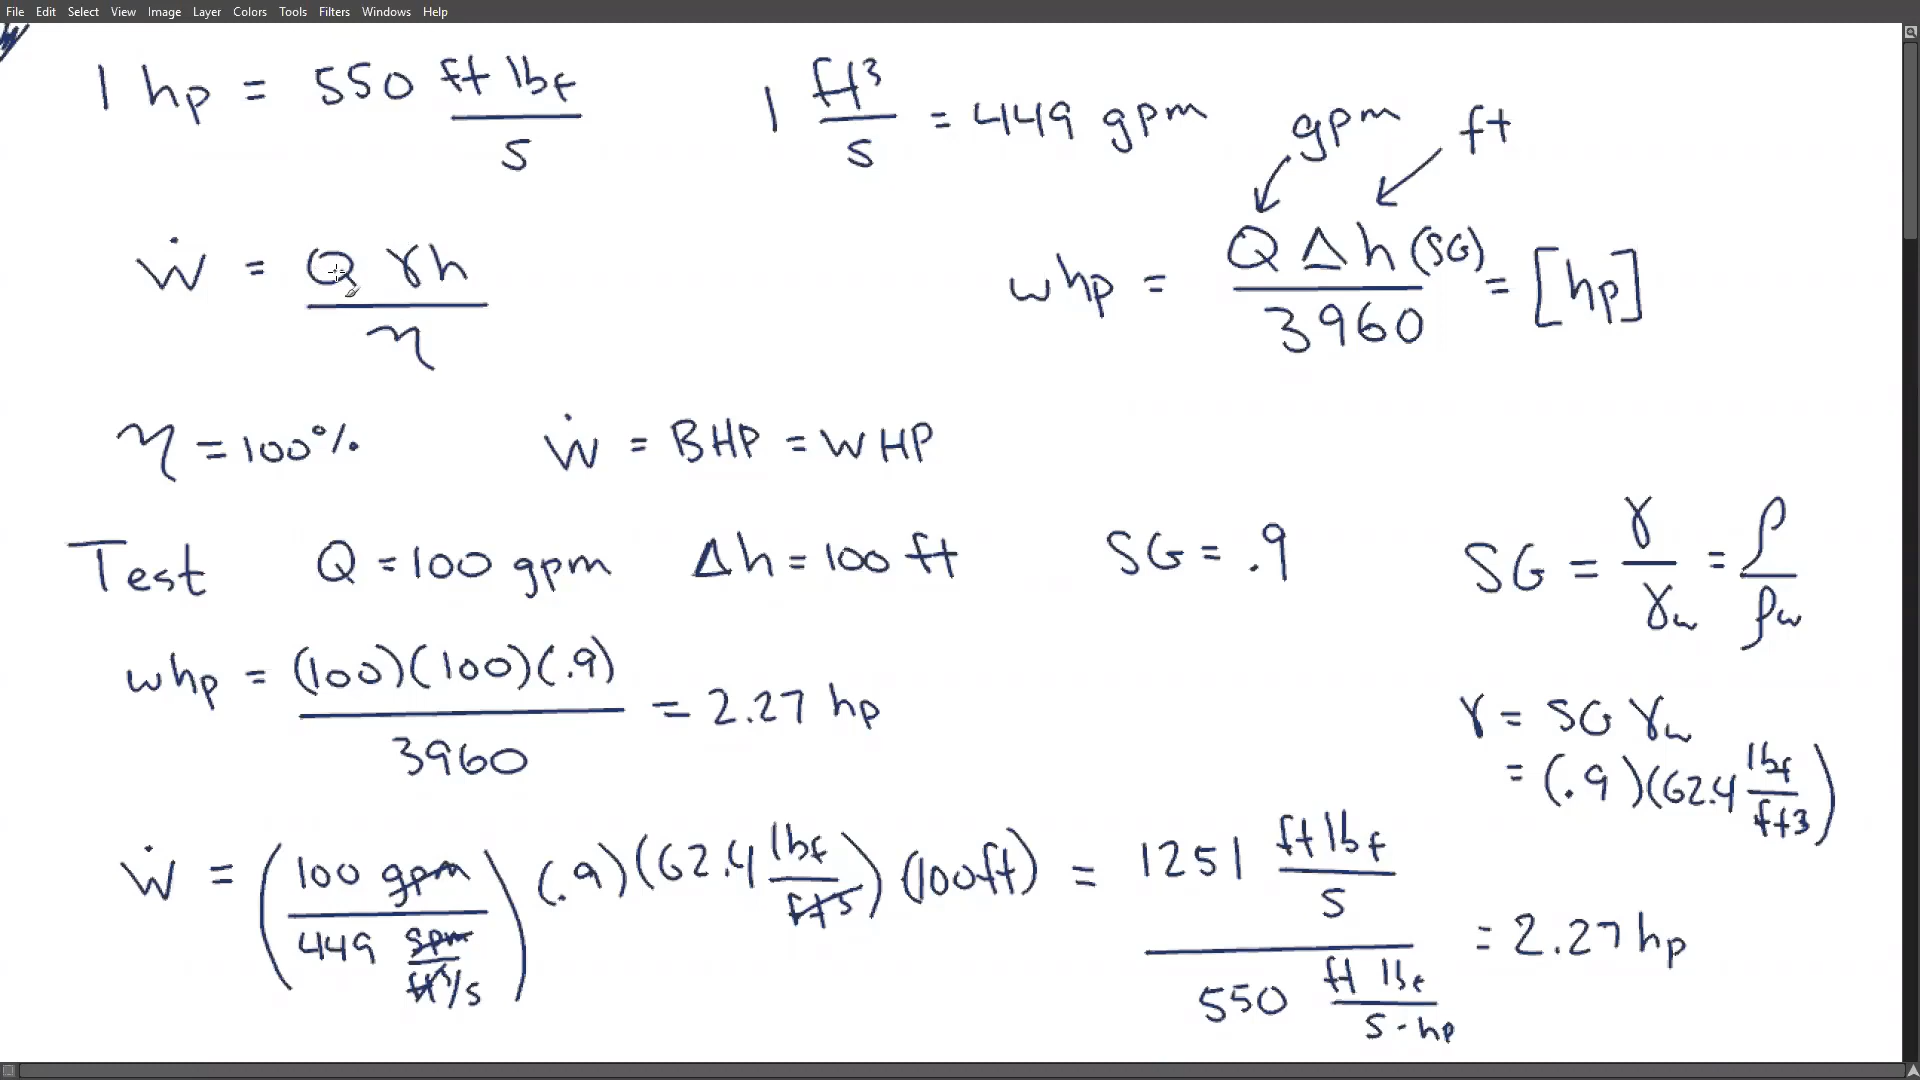 File Edit Select View Image Layer Colors Tools Filters Windows Help
1 hp = 550 ft lbf / s
1 ft3 / s = 449 gpm
gpm ft
Ẇ = Q γ h / η
whp = Q Δ h (SG) / 3960 = [hp]
η = 100% Ẇ = BHP = WHP
Test Q = 100 gpm Δh = 100 ft SG = .9 SG = γ / γw = ρ / ρw
whp = (100)(100)(.9) / 3960 = 2.27 hp
γ = SG γw
= (.9)(62.4 lbf / ft3)
Ẇ = (100 gpm / 449 gpm / ft3/s) (.9)(62.4 lbf / ft3)(100ft) = 1251 ft lbf / s / 550 ft lbf / s · hp = 2.27 hp